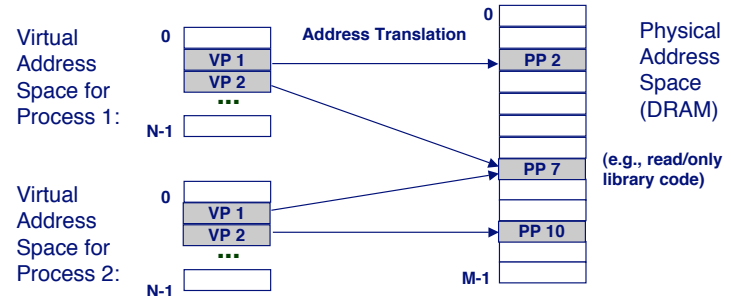 Virtual
Address
Space for
Process 1:
0
VP 1
VP 2
...
N-1
Address Translation
0
PP 2
PP 7
PP 10
M-1
Physical
Address
Space
(DRAM)
(e.g., read/only
library code)
Virtual
Address
Space for
Process 2:
0
VP 1
VP 2
...
N-1